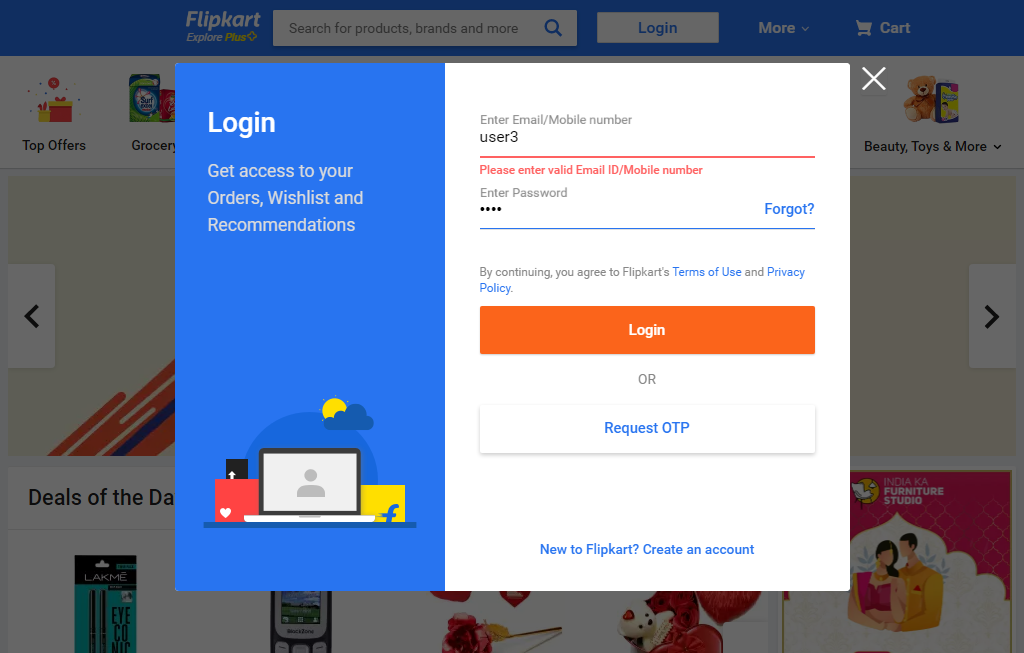 Flipkart
Explore Plus
Search for products, brands and more
Login
More
Cart
Top Offers
Grocery
Beauty, Toys & More
Login
Get access to your
Orders, Wishlist and
Recommendations
Enter Email/Mobile number
user3
Please enter valid Email ID/Mobile number
Enter Password
••••
Forgot?
By continuing, you agree to Flipkart's Terms of Use and Privacy
Policy.
Login
OR
Request OTP
New to Flipkart? Create an account
Deals of the Da
INDIA KA
FURNITURE
STUDIO
LAKMÉ
EYE
CO
NIC